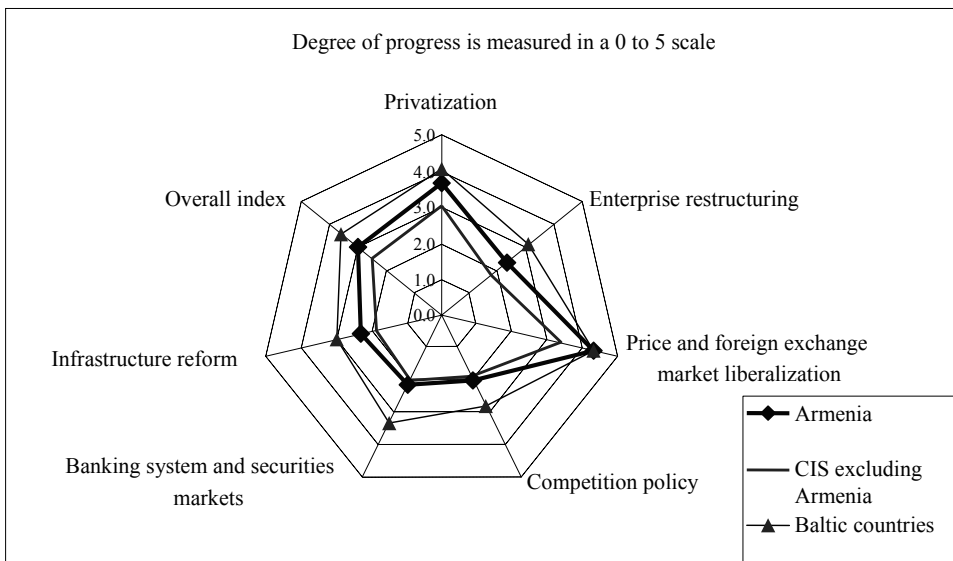 Degree of progress is measured in a 0 to 5 scale
Privatization
5.0
4.0
3.0
2.0
1.0
0.0
Overall index
Enterprise restructuring
Infrastructure reform
Price and foreign exchange
market liberalization
Banking system and securities
markets
Competition policy
Armenia
CIS excluding
Armenia
Baltic countries